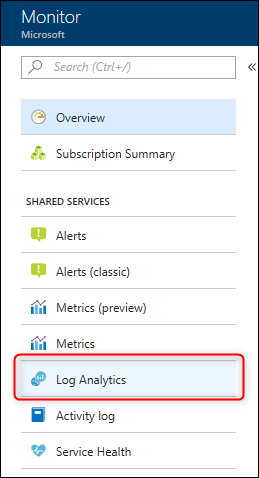 Monitor
Microsoft
Search (Ctrl+/)
Overview
Subscription Summary
SHARED SERVICES
Alerts
Alerts (classic)
Metrics (preview)
Metrics
Log Analytics
Activity log
Service Health